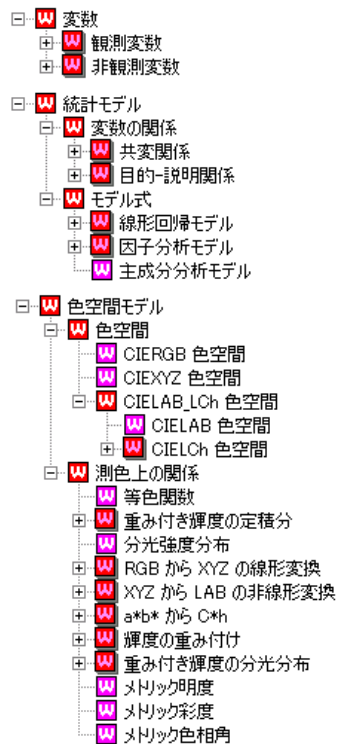 変数
観測変数
非観測変数
統計モデル
変数の関係
共変関係
目的-説明関係
モデル式
線形回帰モデル
因子分析モデル
主成分分析モデル
色空間モデル
色空間
CIERGB 色空間
CIEXYZ 色空間
CIELAB_LCh 色空間
CIELAB 色空間
CIELCh 色空間
測色上の関係
等色関数
重み付き輝度の定積分
分光強度分布
RGB から XYZ の線形変換
XYZ から LAB の非線形変換
a*b* から C*h
輝度の重み付け
重み付き輝度の分光分布
メトリック明度
メトリック彩度
メトリック色相角